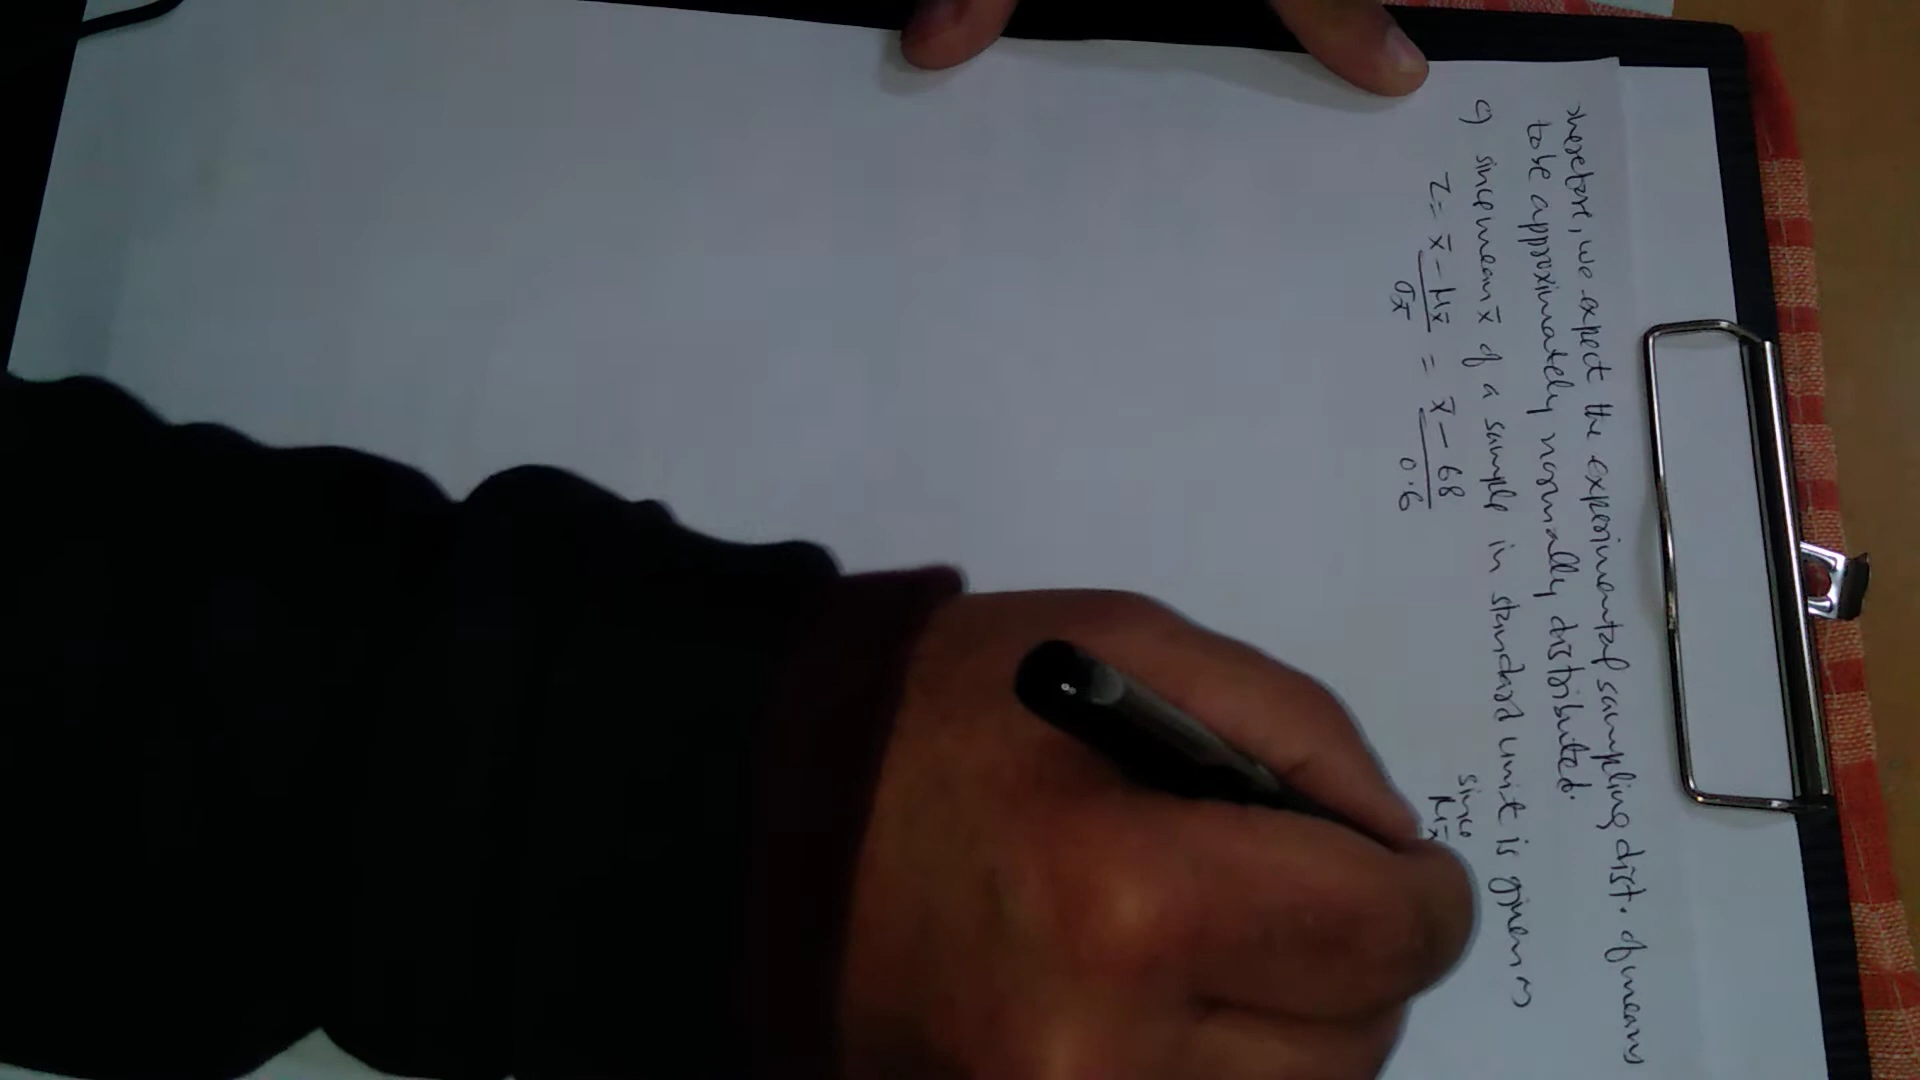 therefore, we expect the experimental sampling dist. of means
to be approximately normally distributed.
c) since mean x̄ of a sample in standard unit is given as
Z = (x̄ - μx̄)/σx̄ = (x̄ - 68)/0.6
since
μx̄